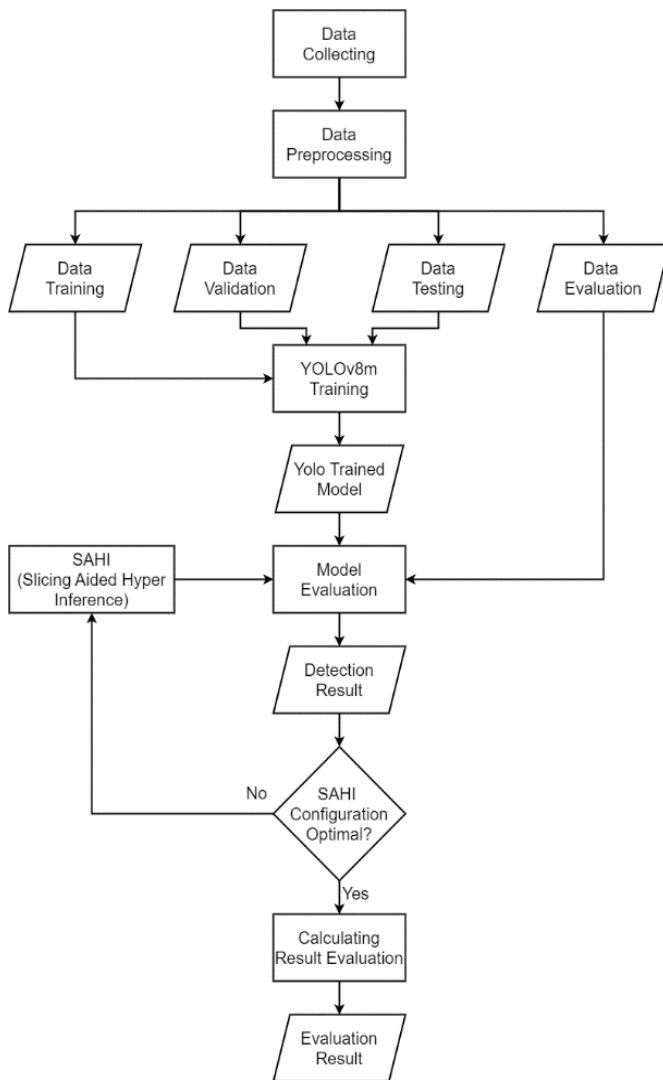 Data
Collecting
Data
Preprocessing
Data
Training
Data
Validation
Data
Testing
Data
Evaluation
YOLOv8m
Training
Yolo Trained
Model
SAHI
(Slicing Aided Hyper
Inference)
Model
Evaluation
Detection
Result
No
SAHI
Configuration
Optimal?
Yes
Calculating
Result Evaluation
Evaluation
Result